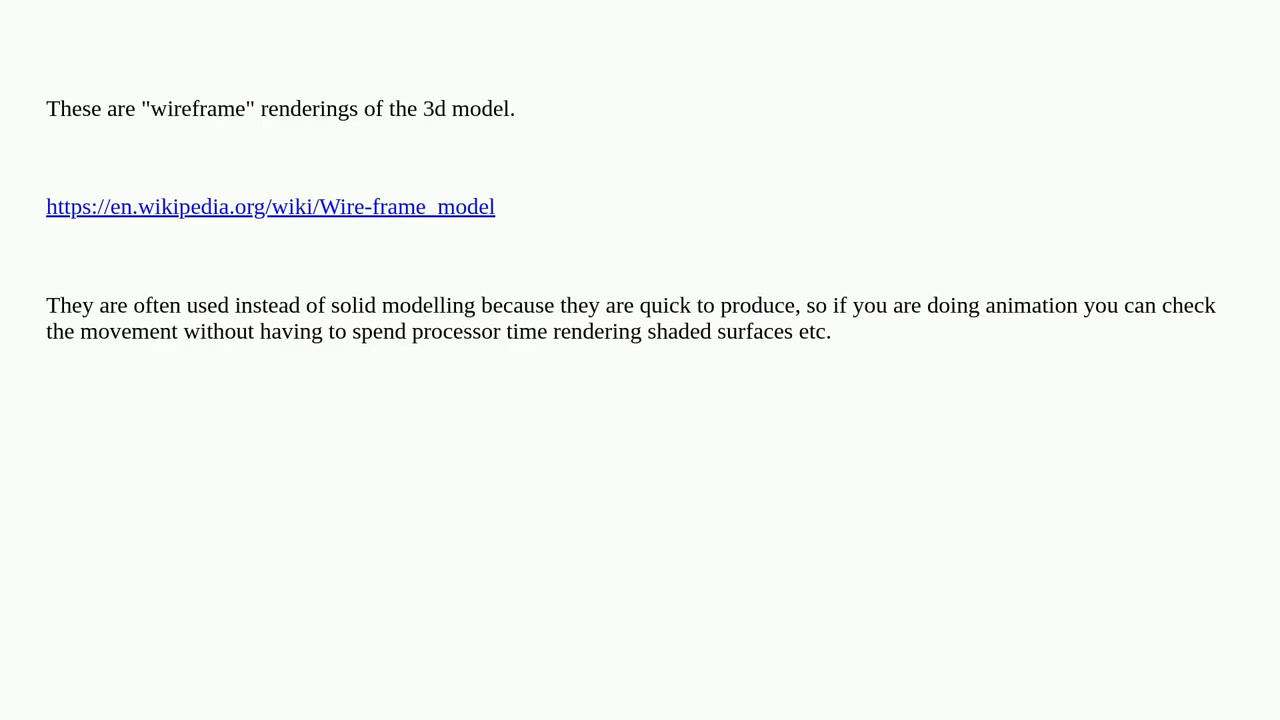 These are "wireframe" renderings of the 3d model.
https://en.wikipedia.org/wiki/Wire-frame_model
They are often used instead of solid modelling because they are quick to produce, so if you are doing animation you can check
the movement without having to spend processor time rendering shaded surfaces etc.